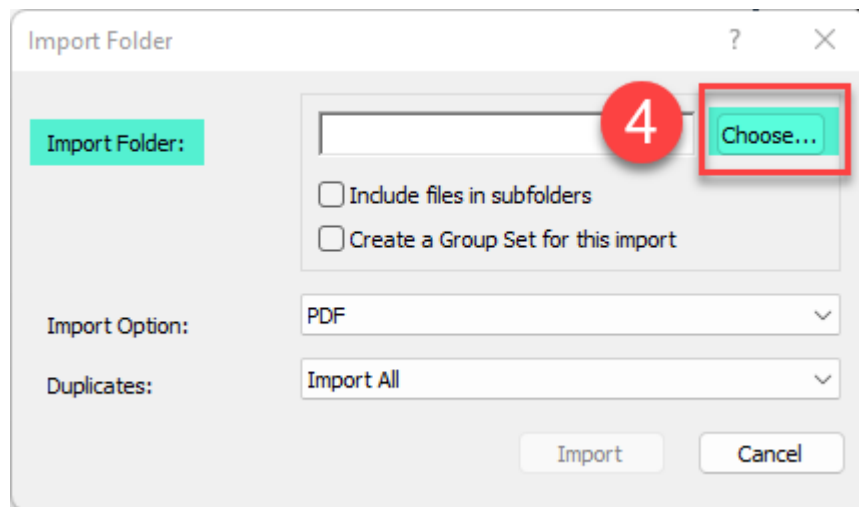 Import Folder
?
Import Folder:
4
Choose...
Include files in subfolders
Create a Group Set for this import
Import Option:
PDF
Duplicates:
Import All
Import
Cancel